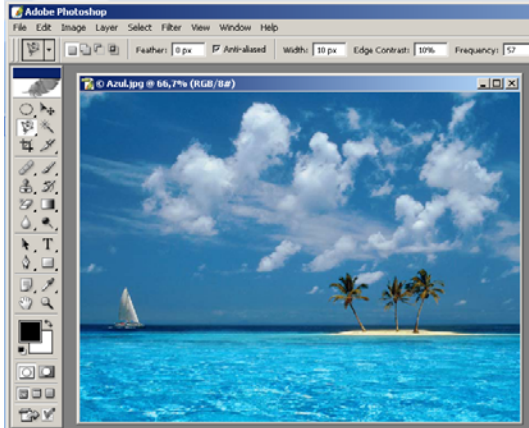 Adobe Photoshop
File Edit Image Layer Select Filter View Window Help
Feather: 0 px Anti-aliased Width: 10 px Edge Contrast: 10% Frequency: 57
© Azul.jpg @ 66,7% (RGB/8#)
T